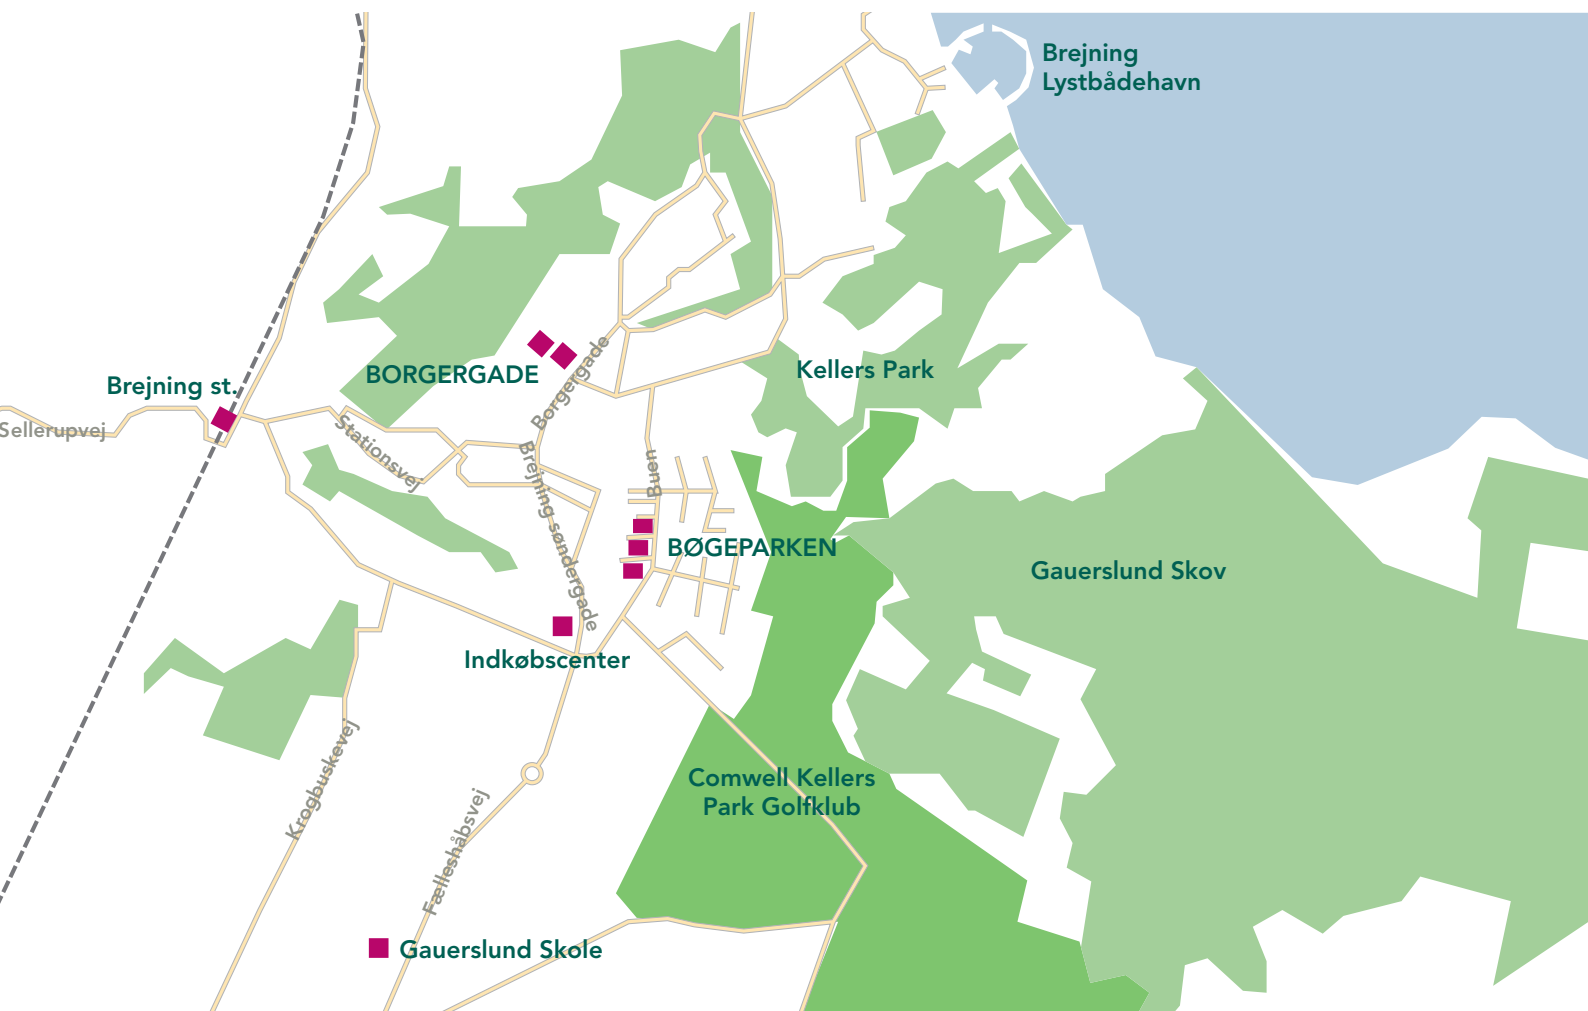 Brejning
Lystbådehavn
Kellers Park
BORGERGADE
Brejning st.
Borgergade
Sellerupvej
Stationsvej
Brejning søndergade
Buen
BØGEPARKEN
Gauerslund Skov
Indkøbscenter
Krogbuskevej
Comwell Kellers
Park Golfklub
Fælleshåbsvej
Gauerslund Skole